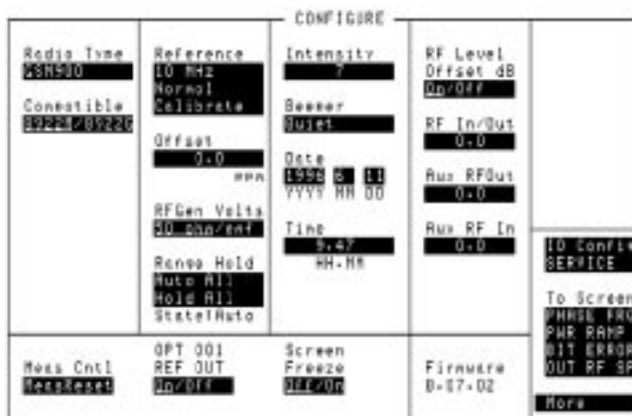 CONFIGURE
Radio Type
GSM900
Compatible
8922M/8922G
Reference
10 MHz
Normal
Calibrate
Offset
0.0
ppm
RFGen Volts
50 ohm/emf
Range Hold
Auto All
Hold All
State:Auto
Intensity
7
Beeper
Quiet
Date
1996 6 11
YYYY MM DD
Time
9.47
HH.MM
RF Level
Offset dB
On/Off
RF In/Out
0.0
Aux RFOut
0.0
Aux RF In
0.0
IO Config
SERVICE
To Screen
PWR RAMP
BIT ERROR
OUT RF SP
More
Meas Cntl
MeasReset
OPT 001
REF OUT
On/Off
Screen
Freeze
Off/On
Firmware
B.07.02